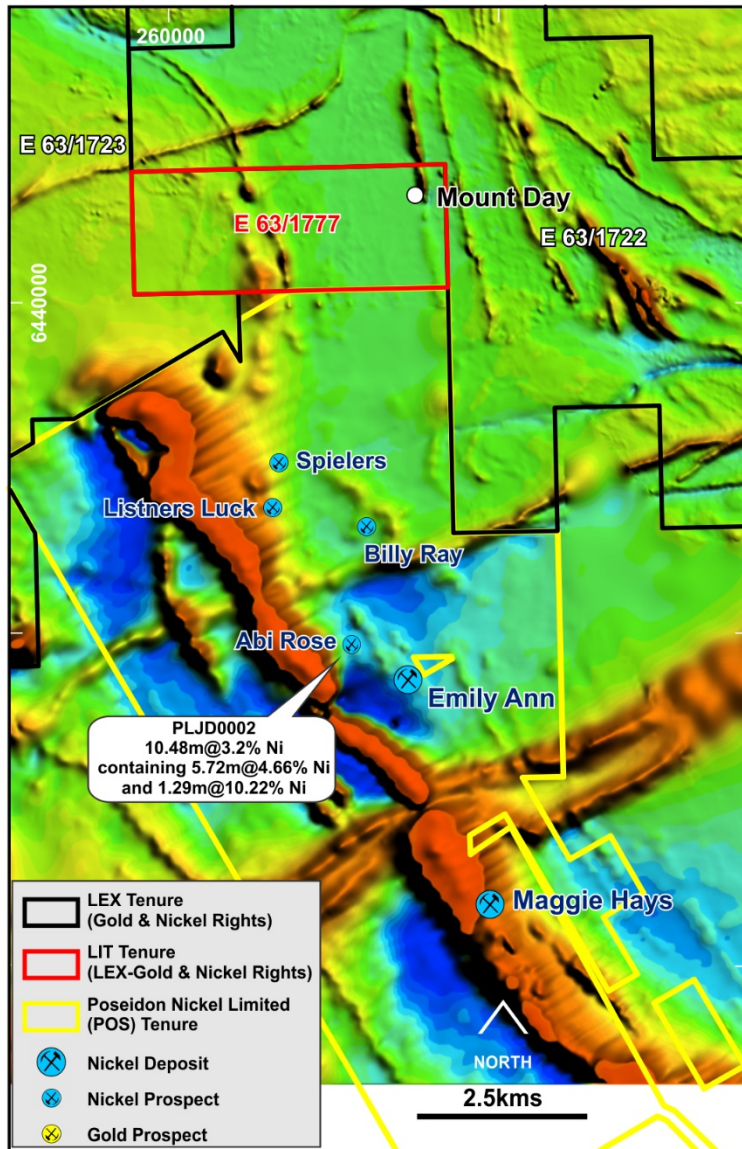 260000
E 63/1723
Mount Day
E 63/1777
E 63/1722
6440000
Spielers
Listners Luck
Billy Ray
Abi Rose
Emily Ann
PLJD0002
10.48m@3.2% Ni
containing 5.72m@4.66% Ni
and 1.29m@10.22% Ni
Maggie Hays
LEX Tenure
(Gold & Nickel Rights)
LIT Tenure
(LEX-Gold & Nickel Rights)
Poseidon Nickel Limited
(POS) Tenure
Nickel Deposit
Nickel Prospect
Gold Prospect
NORTH
2.5kms